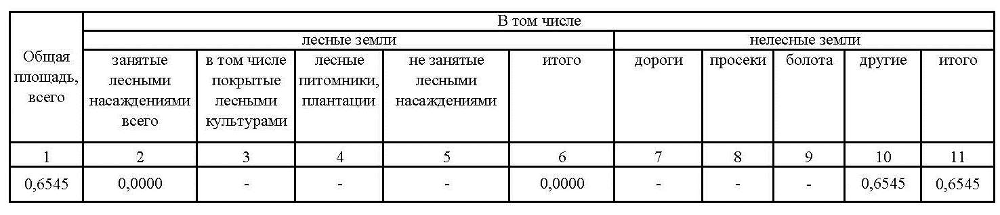 В том числе
лесные земли нелесные земли
Общая площадь, всего
занятые лесными насаждениями всего
в том числе покрытые лесными культурами
лесные питомники, плантации
не занятые лесными насаждениями
итого
дороги
просеки
болота
другие
итого
1 2 3 4 5 6 7 8 9 10 11
0,6545 0,0000 - - - 0,0000 - - - 0,6545 0,6545